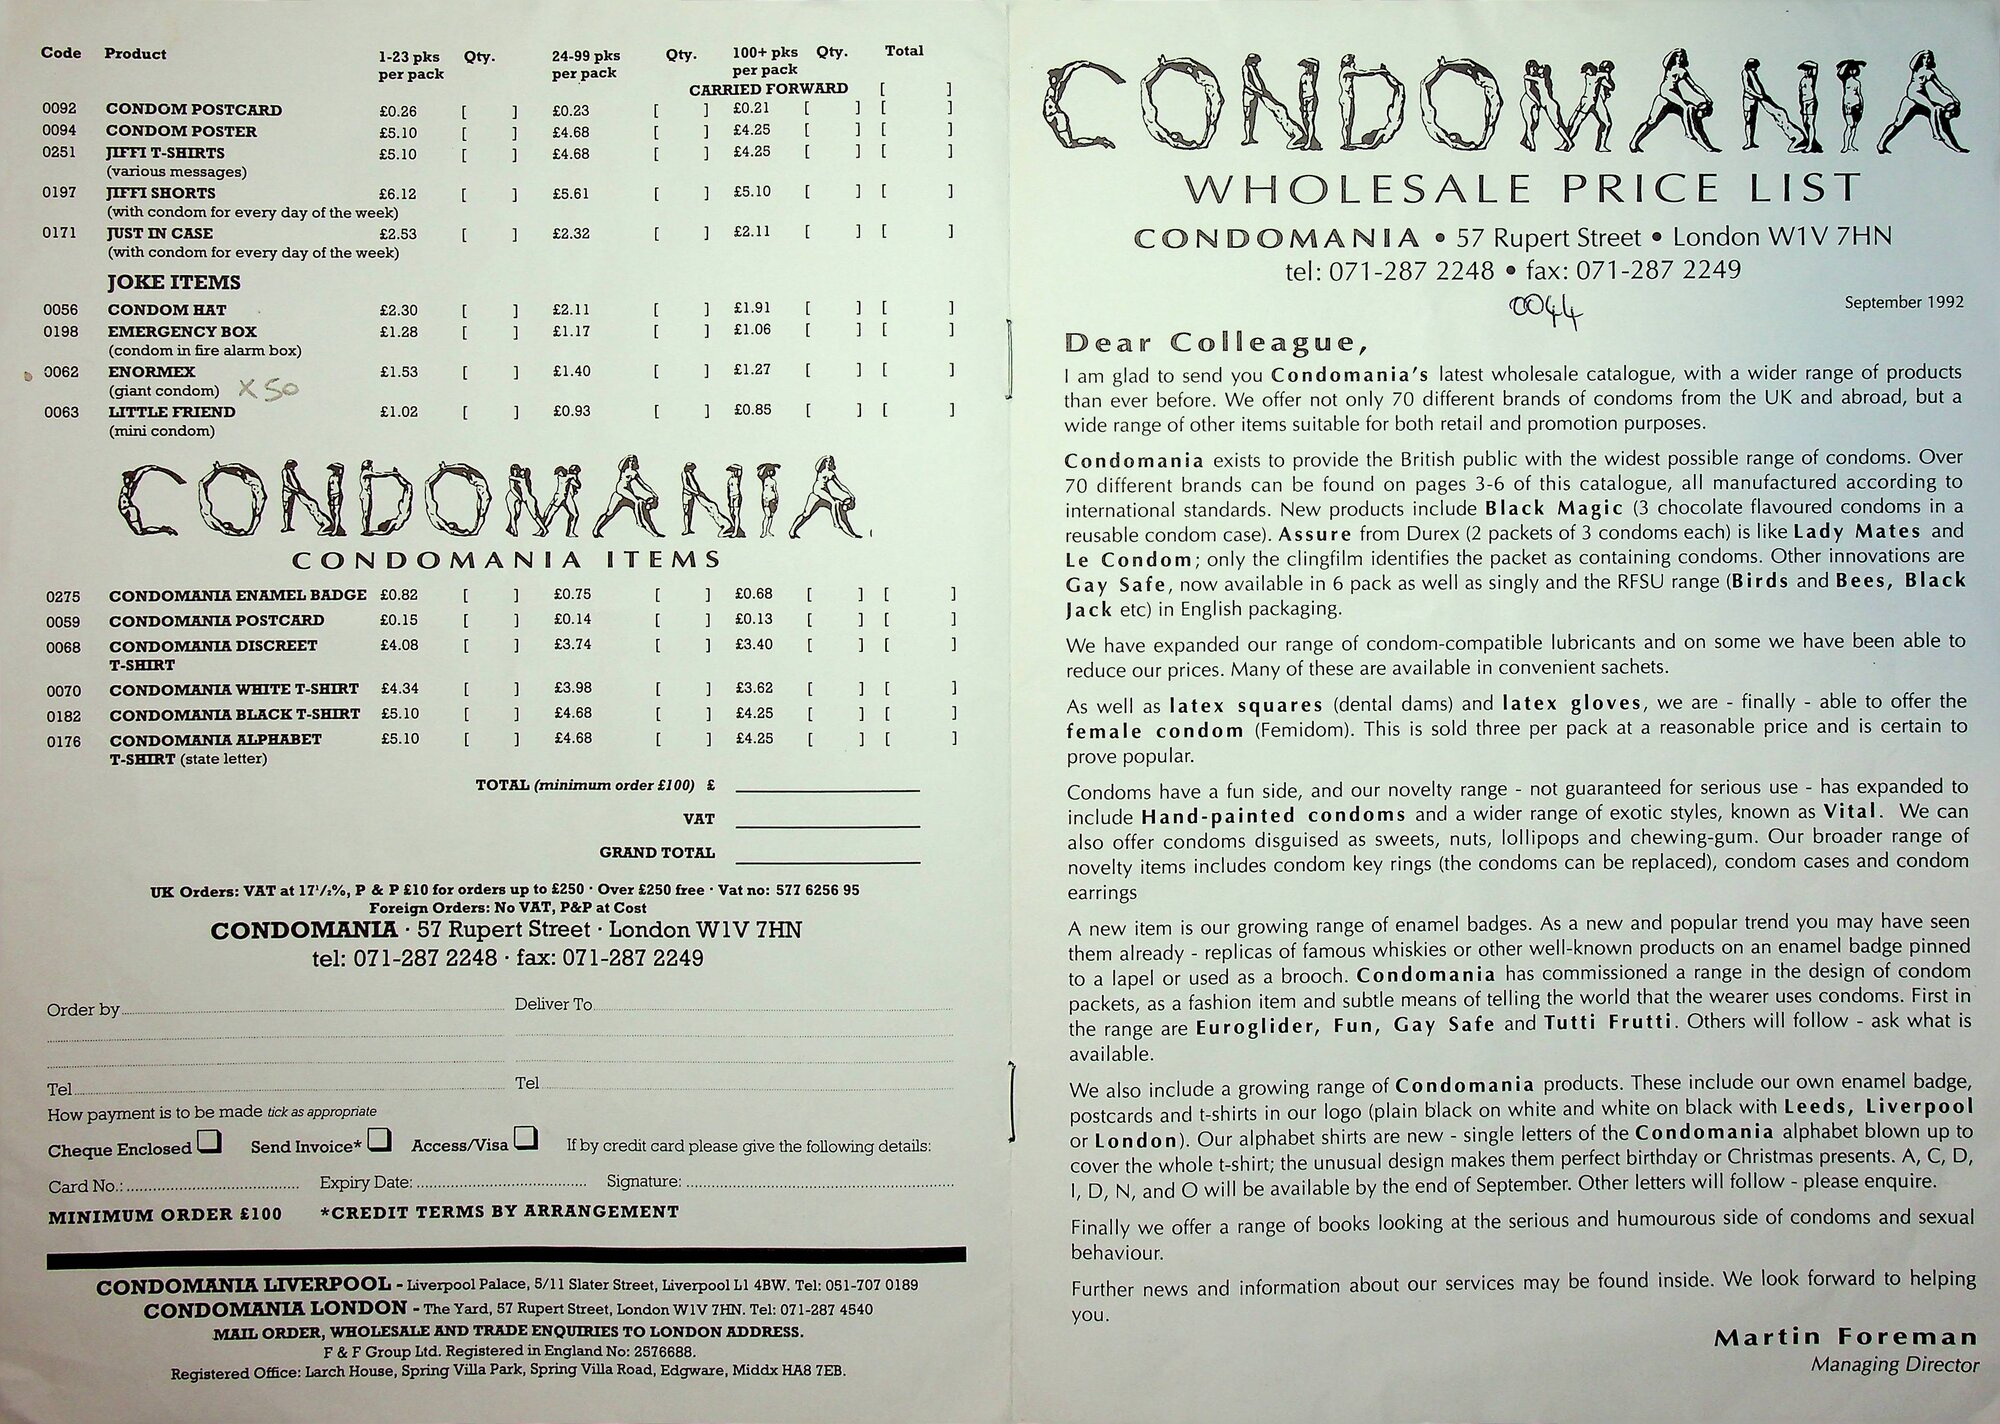 Code Product 1-23 pks per pack Qty. 24-99 pks per pack Qty. 100+ pks per pack Qty. Total
CARRIED FORWARD [ ]
0092 CONDOM POSTCARD £0.26 [ ] £0.23 [ ] £0.21 [ ] [ ]
0094 CONDOM POSTER £5.10 [ ] £4.68 [ ] £4.25 [ ] [ ]
0251 JIFFI T-SHIRTS £5.10 [ ] £4.68 [ ] £4.25 [ ] [ ]
(various messages)
0197 JIFFI SHORTS £6.12 [ ] £5.61 [ ] £5.10 [ ] [ ]
(with condom for every day of the week)
0171 JUST IN CASE £2.53 [ ] £2.32 [ ] £2.11 [ ] [ ]
(with condom for every day of the week)
JOKE ITEMS
0056 CONDOM HAT £2.30 [ ] £2.11 [ ] £1.91 [ ] [ ]
0198 EMERGENCY BOX £1.28 [ ] £1.17 [ ] £1.06 [ ] [ ]
(condom in fire alarm box)
0062 ENORMEX £1.53 [ ] £1.40 [ ] £1.27 [ ] [ ]
(giant condom) X 50
0063 LITTLE FRIEND £1.02 [ ] £0.93 [ ] £0.85 [ ] [ ]
(mini condom)
CONDOMANIA
CONDOMANIA ITEMS
0275 CONDOMANIA ENAMEL BADGE £0.82 [ ] £0.75 [ ] £0.68 [ ] [ ]
0059 CONDOMANIA POSTCARD £0.15 [ ] £0.14 [ ] £0.13 [ ] [ ]
0068 CONDOMANIA DISCREET £4.08 [ ] £3.74 [ ] £3.40 [ ] [ ]
T-SHIRT
0070 CONDOMANIA WHITE T-SHIRT £4.34 [ ] £3.98 [ ] £3.62 [ ] [ ]
0182 CONDOMANIA BLACK T-SHIRT £5.10 [ ] £4.68 [ ] £4.25 [ ] [ ]
0176 CONDOMANIA ALPHABET £5.10 [ ] £4.68 [ ] £4.25 [ ] [ ]
T-SHIRT (state letter)
TOTAL (minimum order £100) £
VAT
GRAND TOTAL
UK Orders: VAT at 17½%, P & P £10 for orders up to £250 · Over £250 free · Vat no: 577 6256 95
Foreign Orders: No VAT, P&P at Cost
CONDOMANIA · 57 Rupert Street · London W1V 7HN
tel: 071-287 2248 · fax: 071-287 2249
Order by Deliver To
Tel Tel
How payment is to be made tick as appropriate
Cheque Enclosed Send Invoice* Access/Visa If by credit card please give the following details:
Card No.: Expiry Date: Signature:
MINIMUM ORDER £100 *CREDIT TERMS BY ARRANGEMENT
CONDOMANIA LIVERPOOL - Liverpool Palace, 5/11 Slater Street, Liverpool L1 4BW. Tel: 051-707 0189
CONDOMANIA LONDON - The Yard, 57 Rupert Street, London W1V 7HN. Tel: 071-287 4540
MAIL ORDER, WHOLESALE AND TRADE ENQUIRIES TO LONDON ADDRESS.
F & F Group Ltd. Registered in England No: 2576688.
Registered Office: Larch House, Spring Villa Park, Spring Villa Road, Edgware, Middx HA8 7EB.
CONDOMANIA
WHOLESALE PRICE LIST
CONDOMANIA • 57 Rupert Street • London W1V 7HN
tel: 071-287 2248 • fax: 071-287 2249
0044
September 1992
Dear Colleague,
I am glad to send you Condomania's latest wholesale catalogue, with a wider range of products
than ever before. We offer not only 70 different brands of condoms from the UK and abroad, but a
wide range of other items suitable for both retail and promotion purposes.
Condomania exists to provide the British public with the widest possible range of condoms. Over
70 different brands can be found on pages 3-6 of this catalogue, all manufactured according to
international standards. New products include Black Magic (3 chocolate flavoured condoms in a
reusable condom case). Assure from Durex (2 packets of 3 condoms each) is like Lady Mates and
Le Condom; only the clingfilm identifies the packet as containing condoms. Other innovations are
Gay Safe, now available in 6 pack as well as singly and the RFSU range (Birds and Bees, Black
Jack etc) in English packaging.
We have expanded our range of condom-compatible lubricants and on some we have been able to
reduce our prices. Many of these are available in convenient sachets.
As well as latex squares (dental dams) and latex gloves, we are - finally - able to offer the
female condom (Femidom). This is sold three per pack at a reasonable price and is certain to
prove popular.
Condoms have a fun side, and our novelty range - not guaranteed for serious use - has expanded to
include Hand-painted condoms and a wider range of exotic styles, known as Vital. We can
also offer condoms disguised as sweets, nuts, lollipops and chewing-gum. Our broader range of
novelty items includes condom key rings (the condoms can be replaced), condom cases and condom
earrings
A new item is our growing range of enamel badges. As a new and popular trend you may have seen
them already - replicas of famous whiskies or other well-known products on an enamel badge pinned
to a lapel or used as a brooch. Condomania has commissioned a range in the design of condom
packets, as a fashion item and subtle means of telling the world that the wearer uses condoms. First in
the range are Euroglider, Fun, Gay Safe and Tutti Frutti. Others will follow - ask what is
available.
We also include a growing range of Condomania products. These include our own enamel badge,
postcards and t-shirts in our logo (plain black on white and white on black with Leeds, Liverpool
or London). Our alphabet shirts are new - single letters of the Condomania alphabet blown up to
cover the whole t-shirt; the unusual design makes them perfect birthday or Christmas presents. A, C, D,
I, D, N, and O will be available by the end of September. Other letters will follow - please enquire.
Finally we offer a range of books looking at the serious and humourous side of condoms and sexual
behaviour.
Further news and information about our services may be found inside. We look forward to helping
you.
Martin Foreman
Managing Director